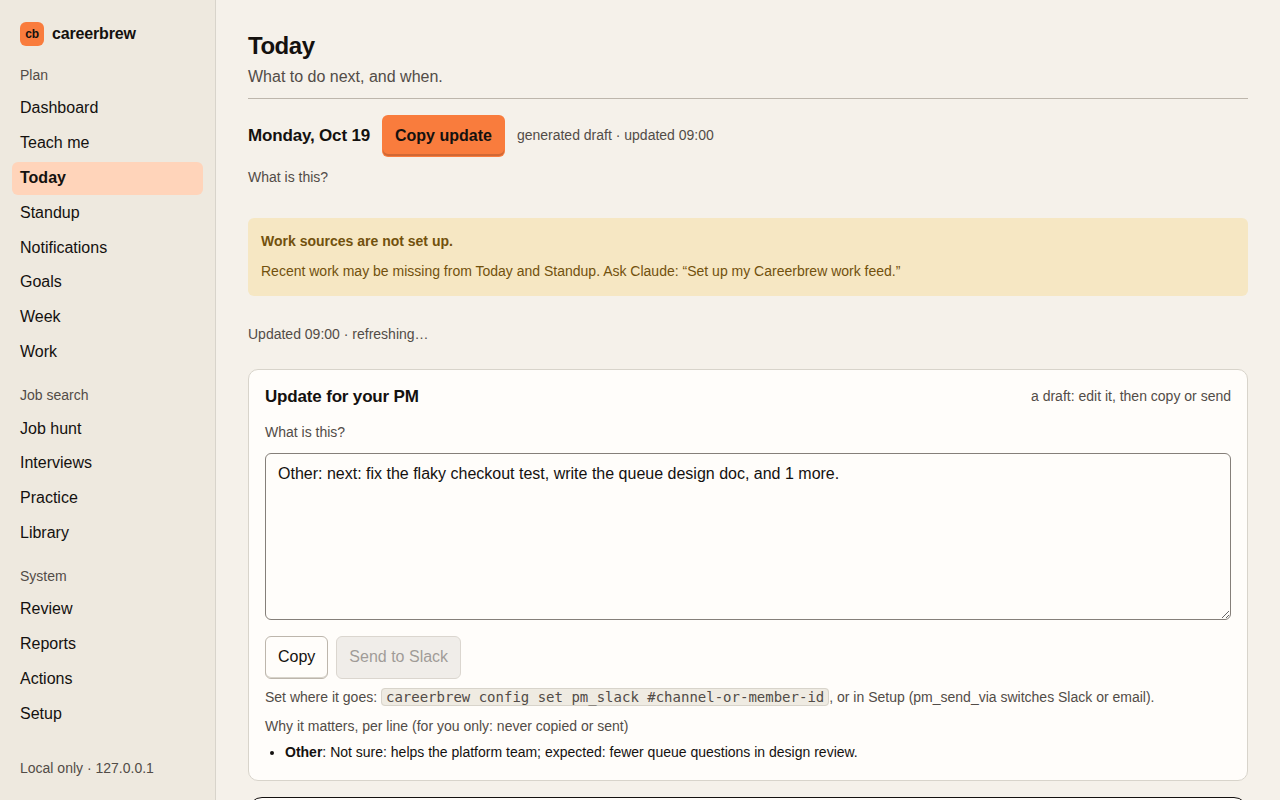 cb careerbrew
Plan
Dashboard
Teach me
Today
Standup
Notifications
Goals
Week
Work
Job search
Job hunt
Interviews
Practice
Library
System
Review
Reports
Actions
Setup
Local only · 127.0.0.1
Today
What to do next, and when.
Monday, Oct 19 Copy update generated draft · updated 09:00
What is this?
Work sources are not set up.
Recent work may be missing from Today and Standup. Ask Claude: “Set up my Careerbrew work feed.”
Updated 09:00 · refreshing…
Update for your PM a draft: edit it, then copy or send
What is this?
Other: next: fix the flaky checkout test, write the queue design doc, and 1 more.
Copy Send to Slack
Set where it goes: careerbrew config set pm_slack #channel-or-member-id, or in Setup (pm_send_via switches Slack or email).
Why it matters, per line (for you only: never copied or sent)
• Other: Not sure: helps the platform team; expected: fewer queue questions in design review.